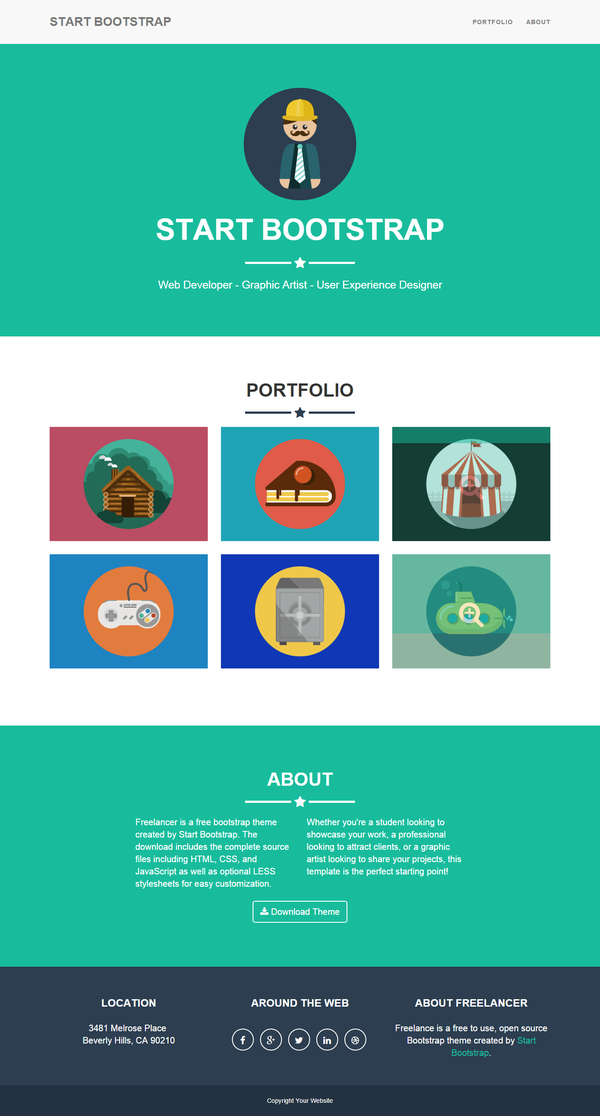 START BOOTSTRAP
PORTFOLIO
ABOUT
START BOOTSTRAP
Web Developer - Graphic Artist - User Experience Designer
PORTFOLIO
ABOUT
Freelancer is a free bootstrap theme
created by Start Bootstrap. The
download includes the complete source
files including HTML, CSS, and
JavaScript as well as optional LESS
stylesheets for easy customization.
Whether you're a student looking to
showcase your work, a professional
looking to attract clients, or a graphic
artist looking to share your projects, this
template is the perfect starting point!
Download Theme
LOCATION
3481 Melrose Place
Beverly Hills, CA 90210
AROUND THE WEB
ABOUT FREELANCER
Freelance is a free to use, open source
Bootstrap theme created by Start
Bootstrap.
Copyright Your Website